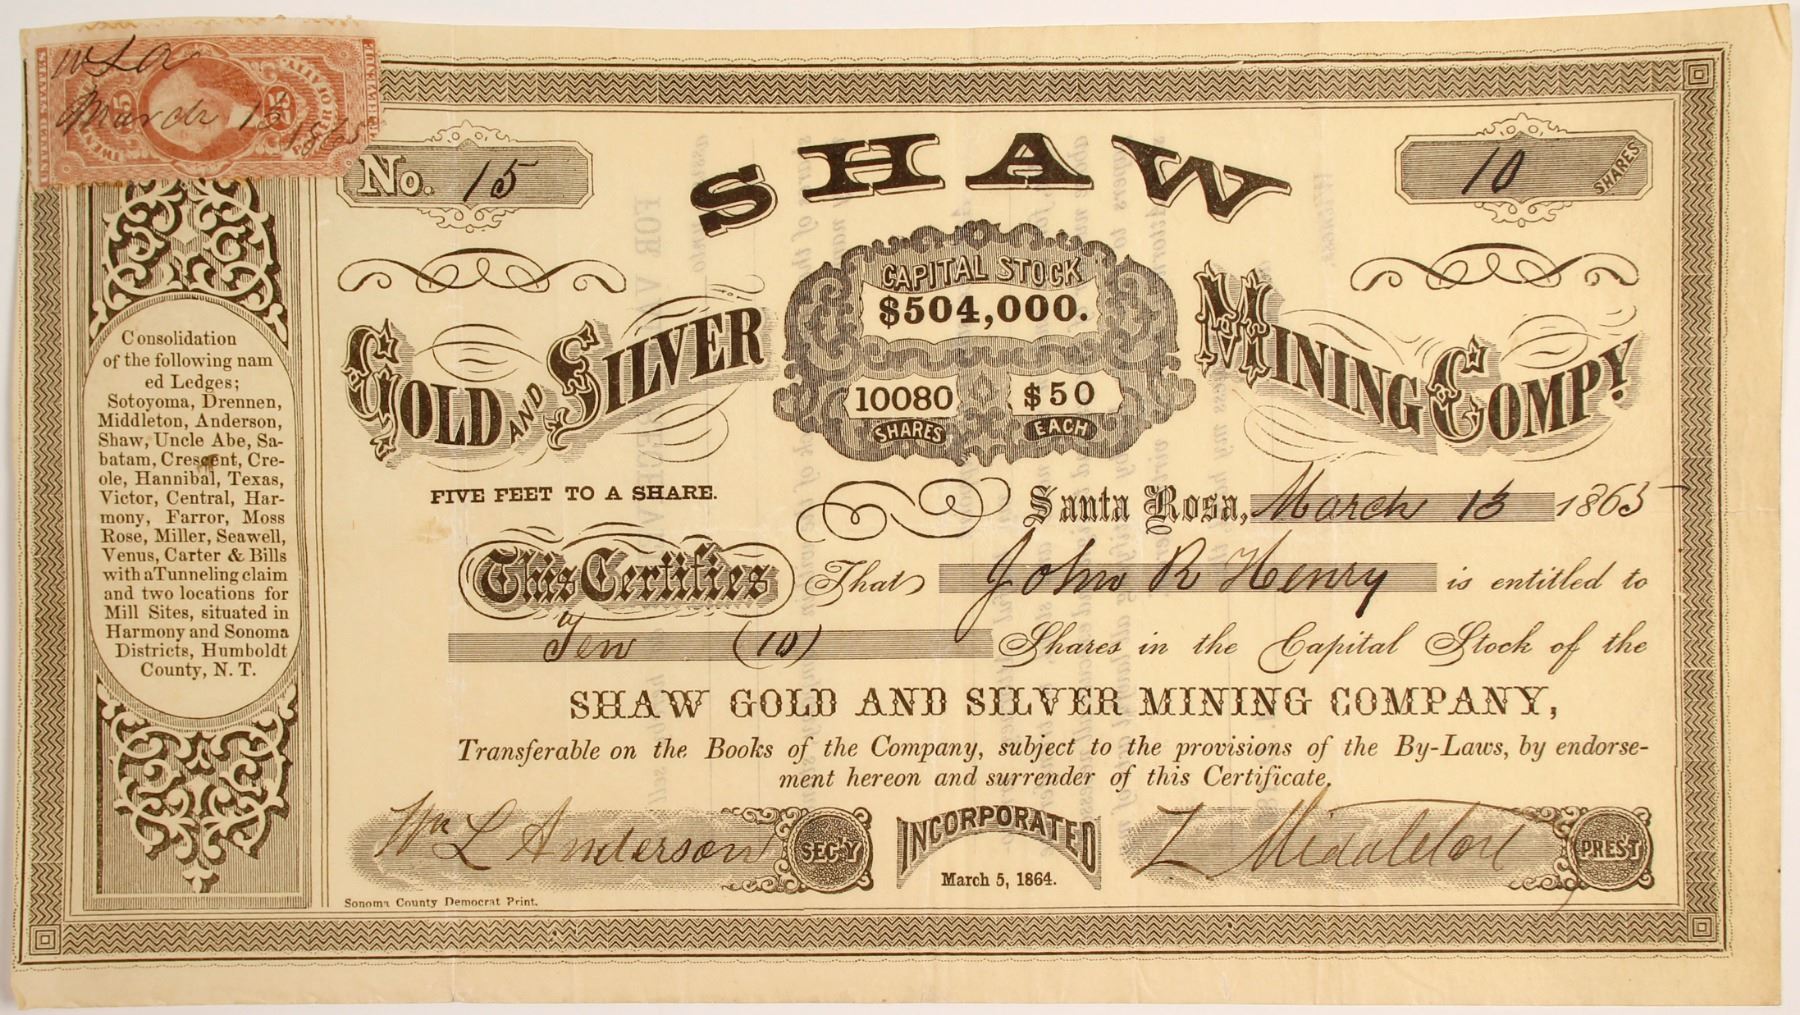 W L A
March 13 1865
No. 15
SHAW
10 SHARES
GOLD AND SILVER
CAPITAL STOCK
$504,000.
10080 $50
SHARES EACH
MINING COMPY.
Consolidation
of the following nam
ed Ledges;
Sotoyoma, Drennen,
Middleton, Anderson,
Shaw, Uncle Abe, Sa-
batam, Crescent, Cre-
ole, Hannibal, Texas,
Victor, Central, Har-
mony, Farror, Moss
Rose, Miller, Seawell,
Venus, Carter & Bills
with a Tunneling claim
and two locations for
Mill Sites, situated in
Harmony and Sonoma
Districts, Humboldt
County, N. T.
FIVE FEET TO A SHARE.
Santa Rosa, March 13 1865
This Certifies That John R Henry is entitled to
Ten (10) Shares in the Capital Stock of the
SHAW GOLD AND SILVER MINING COMPANY,
Transferable on the Books of the Company, subject to the provisions of the By-Laws, by endorse-
ment hereon and surrender of this Certificate.
Wm L Anderson SEC'Y
INCORPORATED
March 5, 1864.
Z Middleton PREST
Sonoma County Democrat Print.